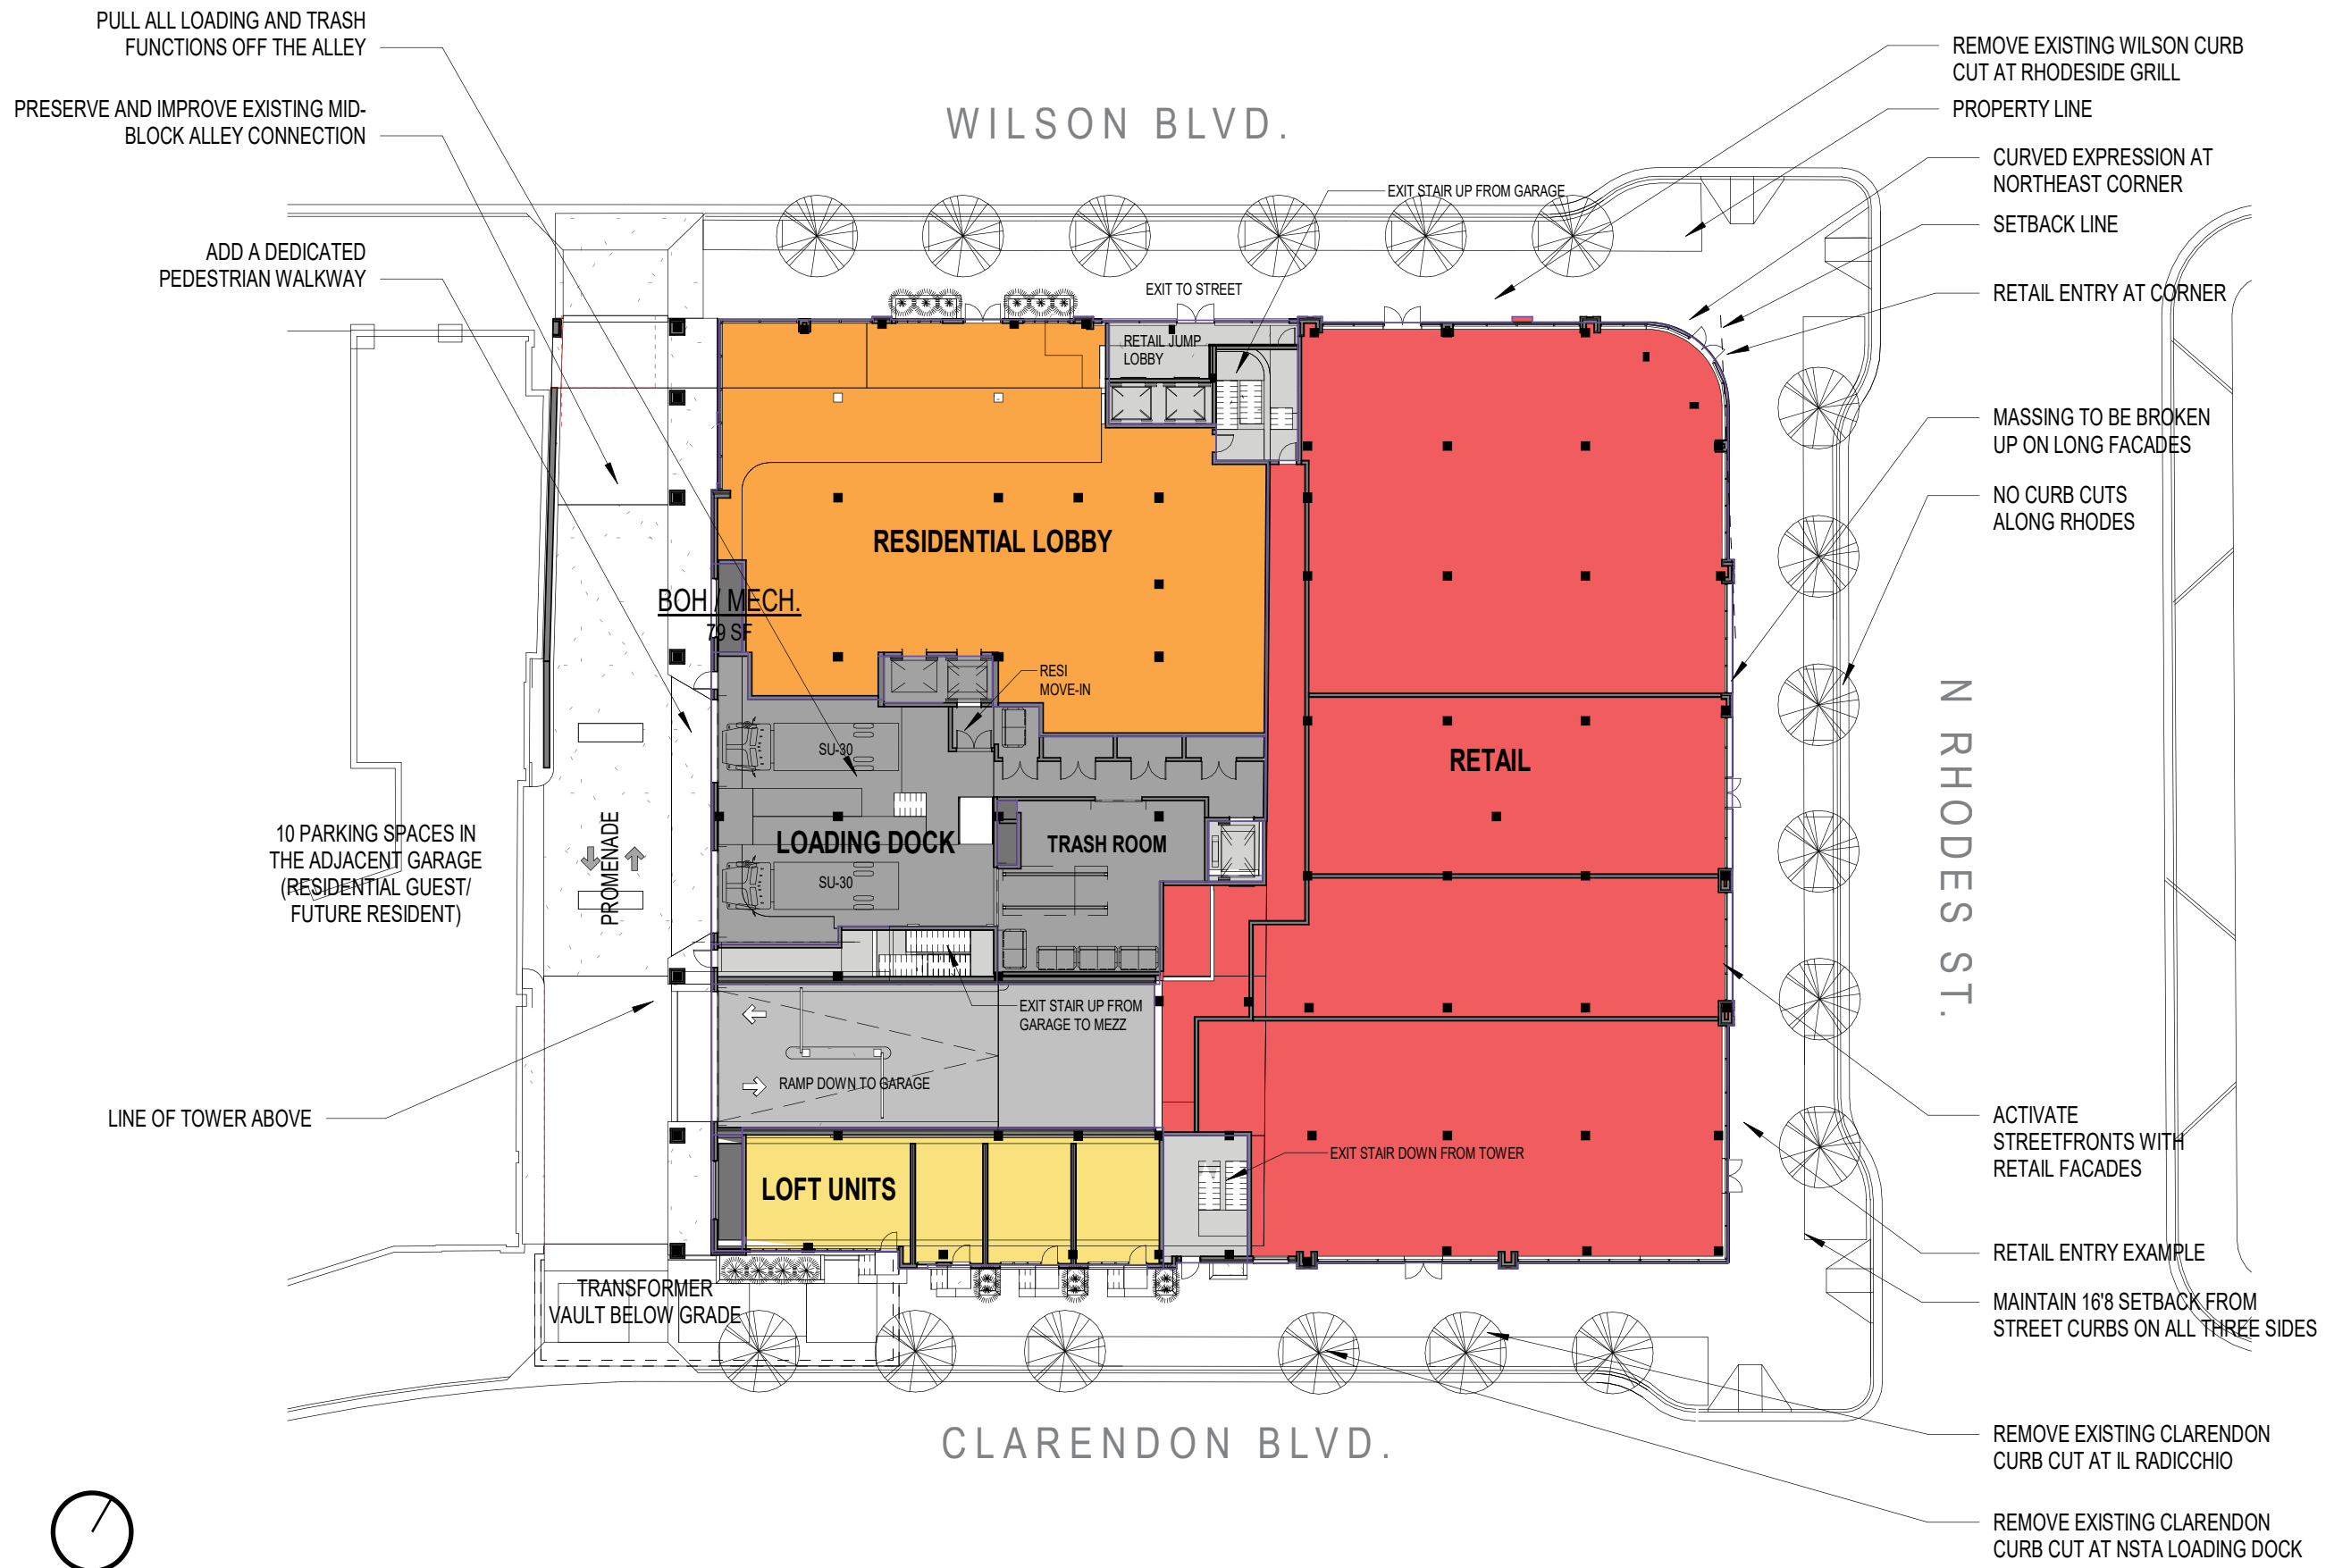 PULL ALL LOADING AND TRASH
FUNCTIONS OFF THE ALLEY
PRESERVE AND IMPROVE EXISTING MID-
BLOCK ALLEY CONNECTION
ADD A DEDICATED
PEDESTRIAN WALKWAY
WILSON BLVD.
REMOVE EXISTING WILSON CURB
CUT AT RHODESIDE GRILL
PROPERTY LINE
CURVED EXPRESSION AT
NORTHEAST CORNER
SETBACK LINE
RETAIL ENTRY AT CORNER
MASSING TO BE BROKEN
UP ON LONG FACADES
NO CURB CUTS
ALONG RHODES
EXIT STAIR UP FROM GARAGE
EXIT TO STREET
RETAIL JUMP
LOBBY
RESIDENTIAL LOBBY
BOH / MECH.
79 SF
RESI
MOVE-IN
SU-30
RETAIL
N RHODES ST.
LOADING DOCK
TRASH ROOM
SU-30
PROMENADE
10 PARKING SPACES IN
THE ADJACENT GARAGE
(RESIDENTIAL GUEST/
FUTURE RESIDENT)
EXIT STAIR UP FROM
GARAGE TO MEZZ
RAMP DOWN TO GARAGE
LINE OF TOWER ABOVE
EXIT STAIR DOWN FROM TOWER
LOFT UNITS
TRANSFORMER
VAULT BELOW GRADE
ACTIVATE
STREETFRONTS WITH
RETAIL FACADES
RETAIL ENTRY EXAMPLE
MAINTAIN 16'8 SETBACK FROM
STREET CURBS ON ALL THREE SIDES
CLARENDON BLVD.
REMOVE EXISTING CLARENDON
CURB CUT AT IL RADICCHIO
REMOVE EXISTING CLARENDON
CURB CUT AT NSTA LOADING DOCK